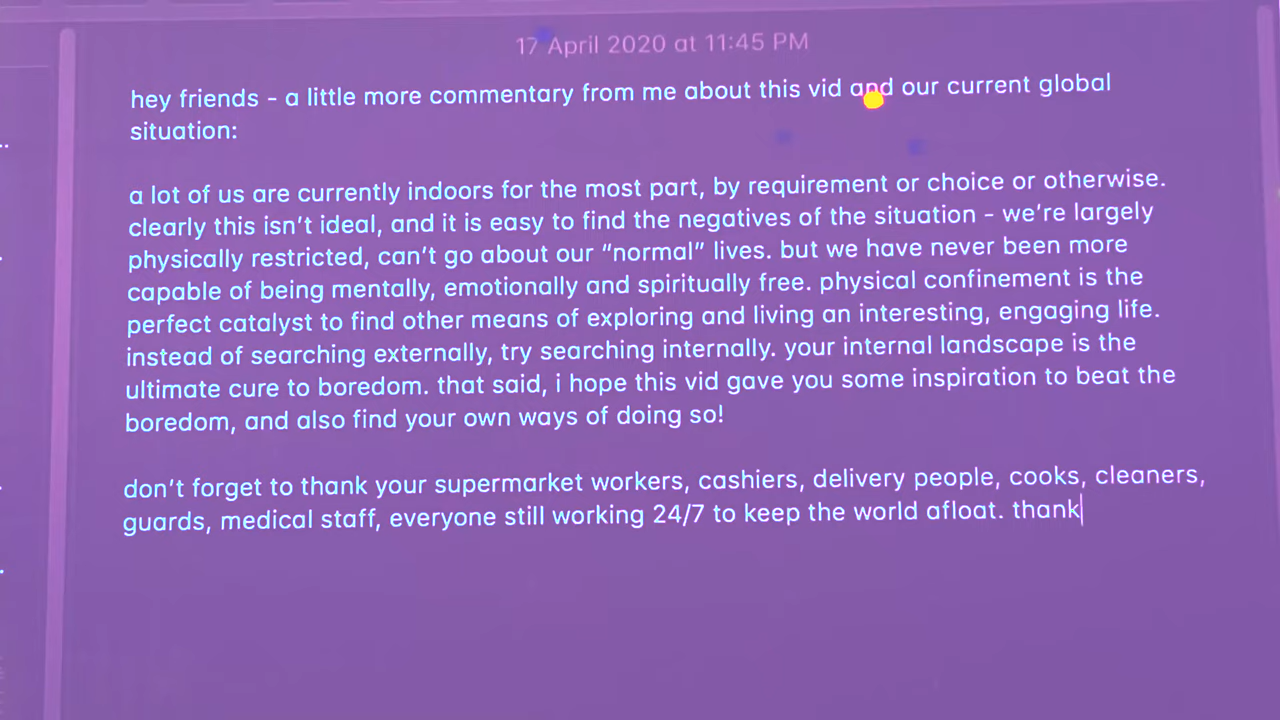 17 April 2020 at 11:45 PM
hey friends - a little more commentary from me about this vid and our current global
situation:
a lot of us are currently indoors for the most part, by requirement or choice or otherwise.
clearly this isn’t ideal, and it is easy to find the negatives of the situation - we’re largely
physically restricted, can’t go about our “normal” lives. but we have never been more
capable of being mentally, emotionally and spiritually free. physical confinement is the
perfect catalyst to find other means of exploring and living an interesting, engaging life.
instead of searching externally, try searching internally. your internal landscape is the
ultimate cure to boredom. that said, i hope this vid gave you some inspiration to beat the
boredom, and also find your own ways of doing so!
don’t forget to thank your supermarket workers, cashiers, delivery people, cooks, cleaners,
guards, medical staff, everyone still working 24/7 to keep the world afloat. thank